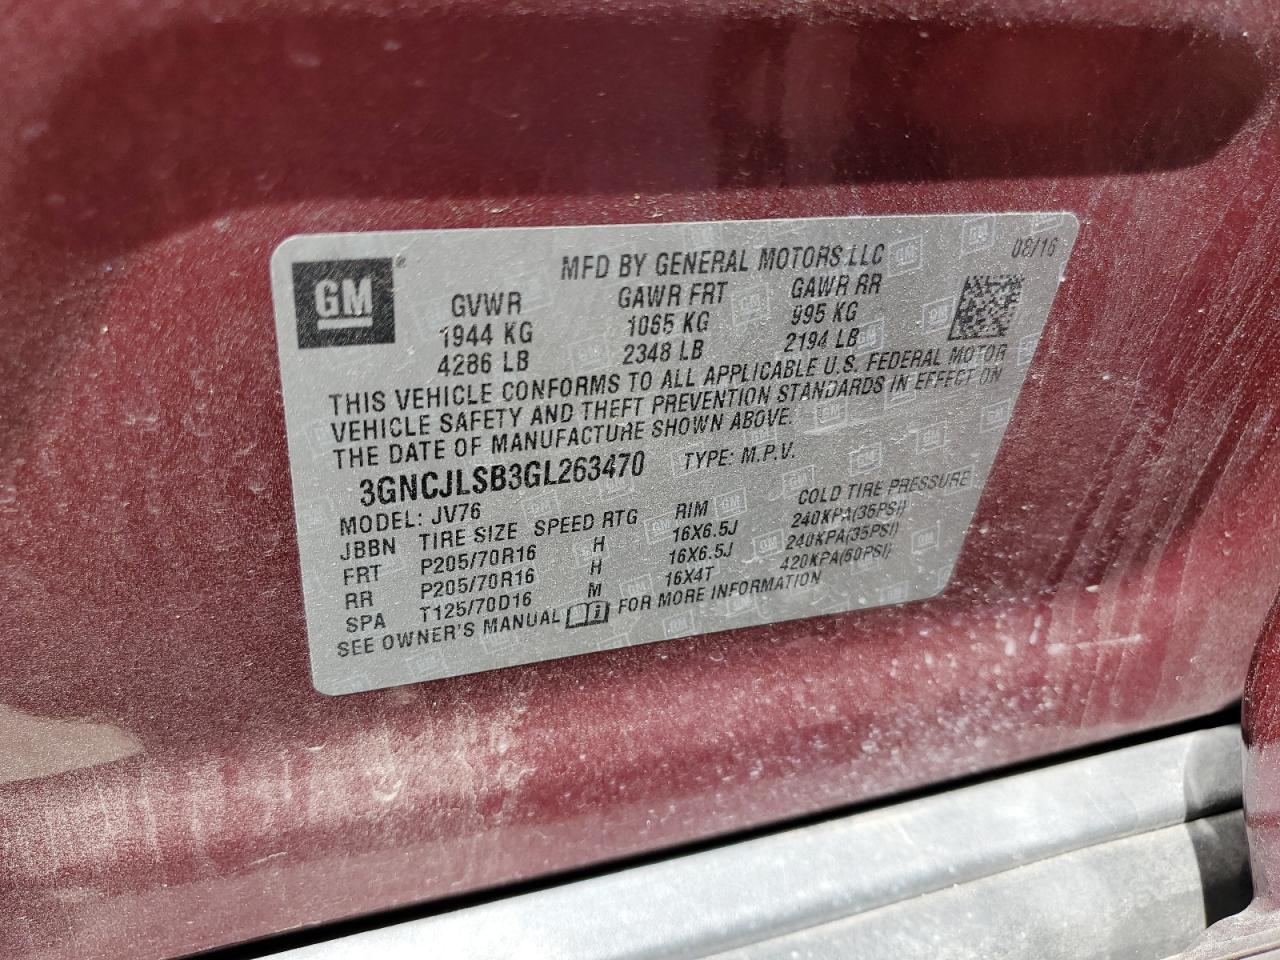 GM®
MFD BY GENERAL MOTORS LLC 08/16
GVWR GAWR FRT GAWR RR
1944 KG 1065 KG 995 KG
4286 LB 2348 LB 2194 LB
THIS VEHICLE CONFORMS TO ALL APPLICABLE U.S. FEDERAL MOTOR
VEHICLE SAFETY AND THEFT PREVENTION STANDARDS IN EFFECT ON
THE DATE OF MANUFACTURE SHOWN ABOVE.
3GNCJLSB3GL263470 TYPE: M.P.V.
MODEL: JV76
JBBN TIRE SIZE SPEED RTG RIM COLD TIRE PRESSURE
FRT P205/70R16 H 16X6.5J 240KPA(35PSI)
RR P205/70R16 H 16X6.5J 240KPA(35PSI)
SPA T125/70D16 M 16X4T 420KPA(60PSI)
SEE OWNER'S MANUAL FOR MORE INFORMATION